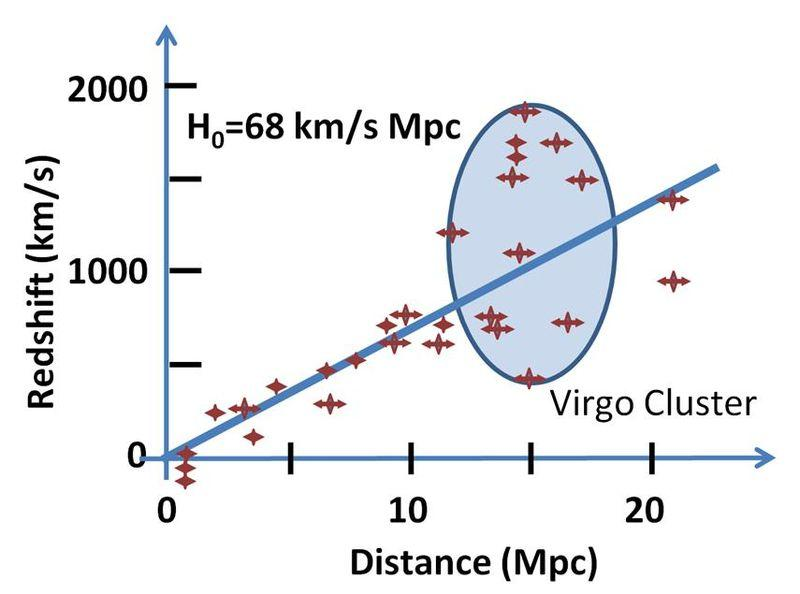 2000
H₀=68 km/s Mpc
Redshift (km/s)
1000
Virgo Cluster
0
0
10
20
Distance (Mpc)